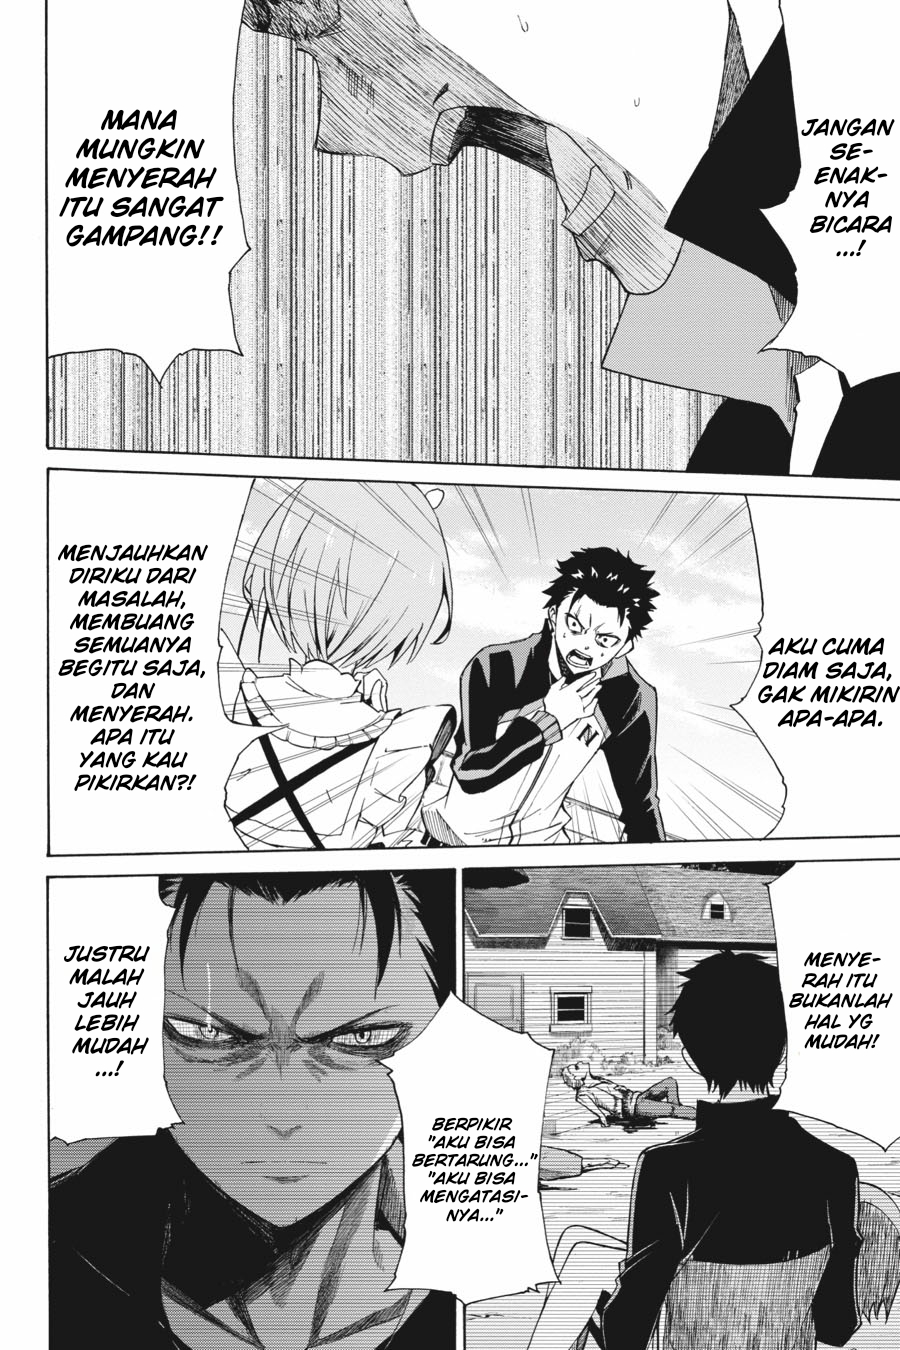 JANGAN
SE-
ENAK-
NYA
BICARA
...!
MANA
MUNGKIN
MENYERAH
ITU SANGAT
GAMPANG!!
AKU CUMA
DIAM SAJA,
GAK MIKIRIN
APA-APA.
N
MENJAUHKAN
DIRIKU DARI
MASALAH,
MEMBUANG
SEMUANYA
BEGITU SAJA,
DAN
MENYERAH.
APA ITU
YANG KAU
PIKIRKAN?!
MENYE-
RAH ITU
BUKANLAH
HAL YG
MUDAH!
BERPIKIR
"AKU BISA
BERTARUNG..."
"AKU BISA
MENGATASI-
NYA..."
JUSTRU
MALAH
JAUH
LEBIH
MUDAH
...!